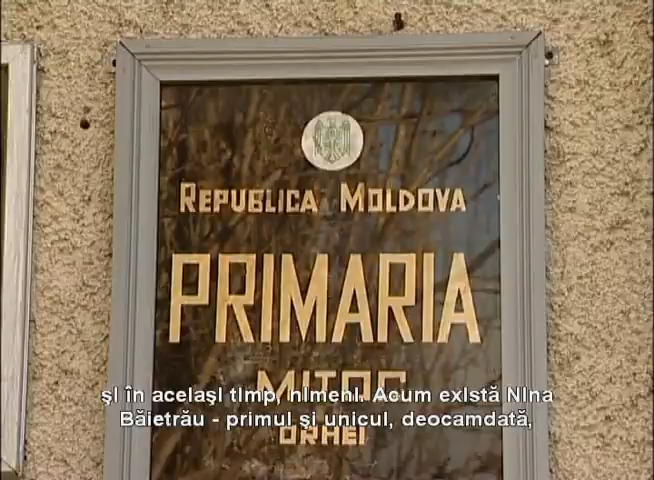 REPUBLICA MOLDOVA
PRIMARIA
MITOC
ORHEI
şI în acelaşI tImp, nImenI. Acum exIstă NIna
Băietrău - primul şi unicul, deocamdată,